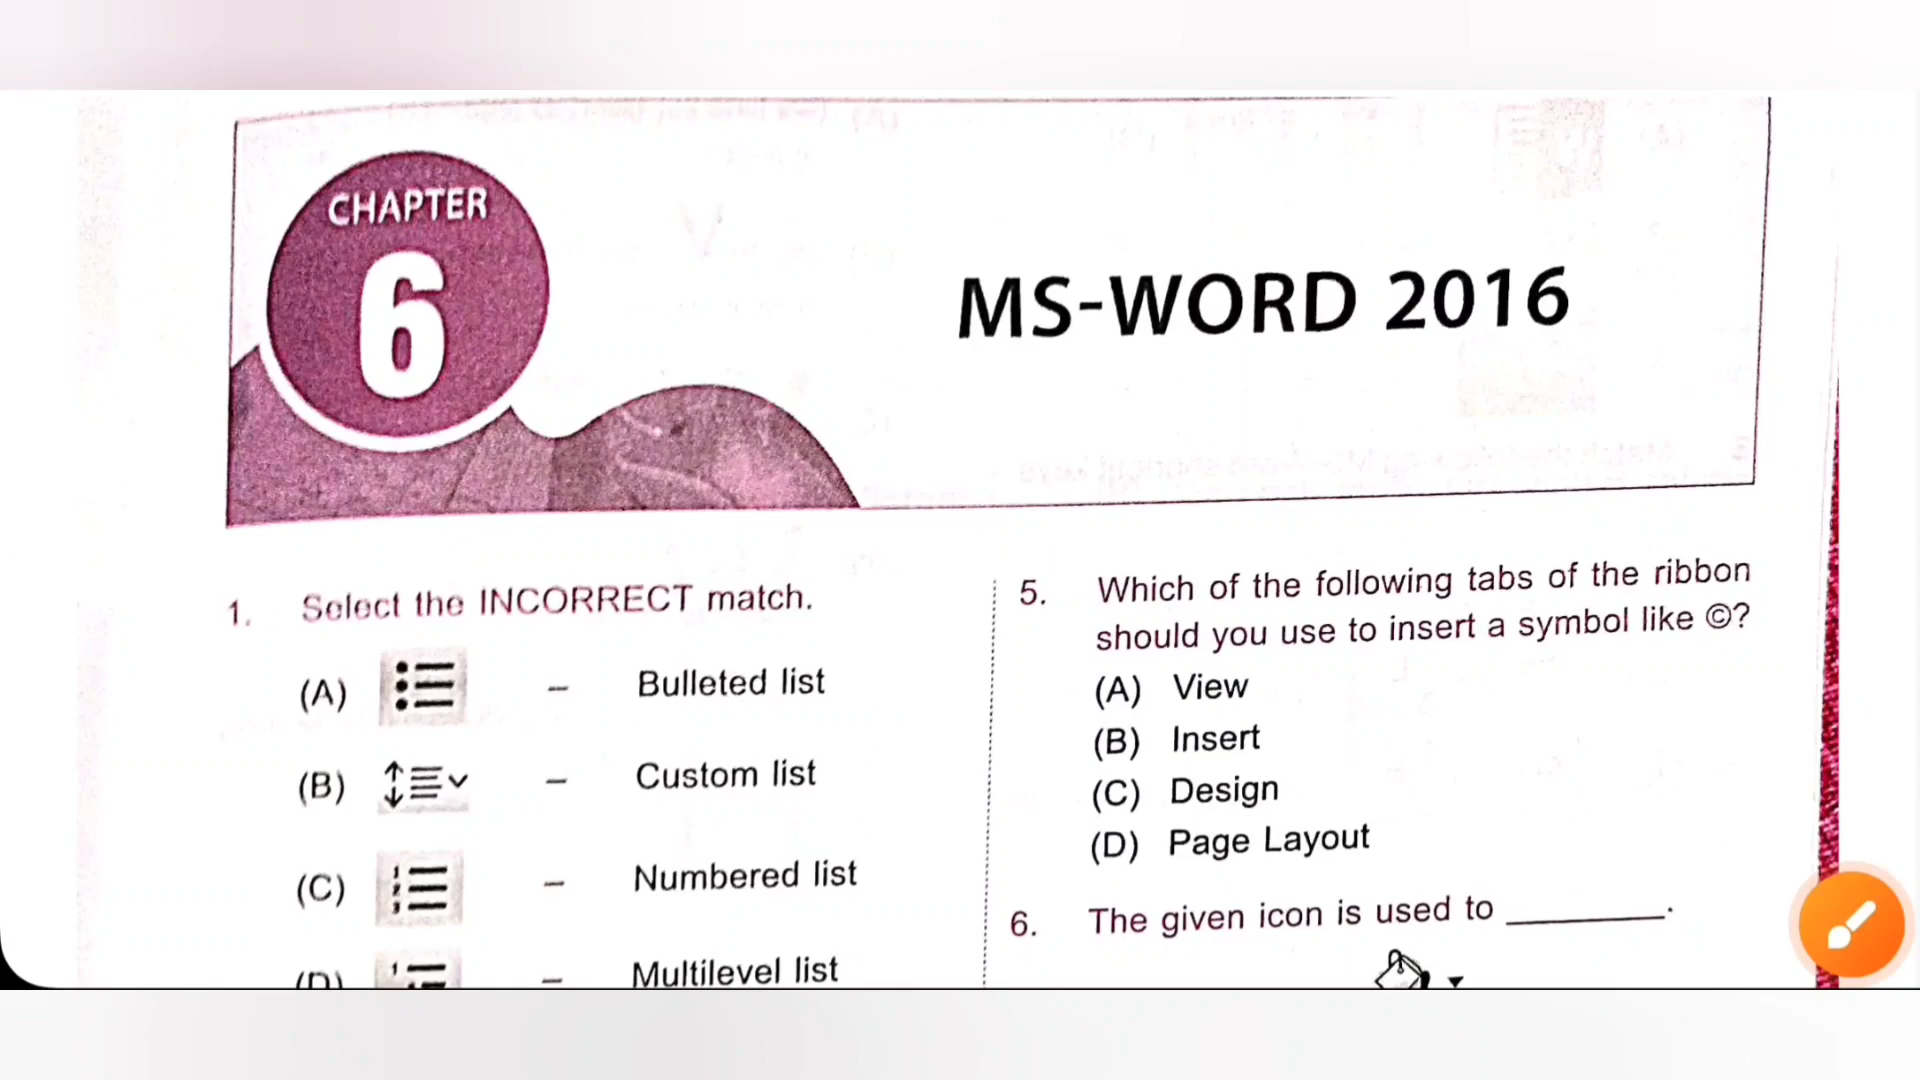 CHAPTER
6
MS-WORD 2016
1. Select the INCORRECT match.
(A) – Bulleted list
(B) – Custom list
(C) – Numbered list
(D) – Multilevel list
5. Which of the following tabs of the ribbon
should you use to insert a symbol like ©?
(A) View
(B) Insert
(C) Design
(D) Page Layout
6. The given icon is used to ________.